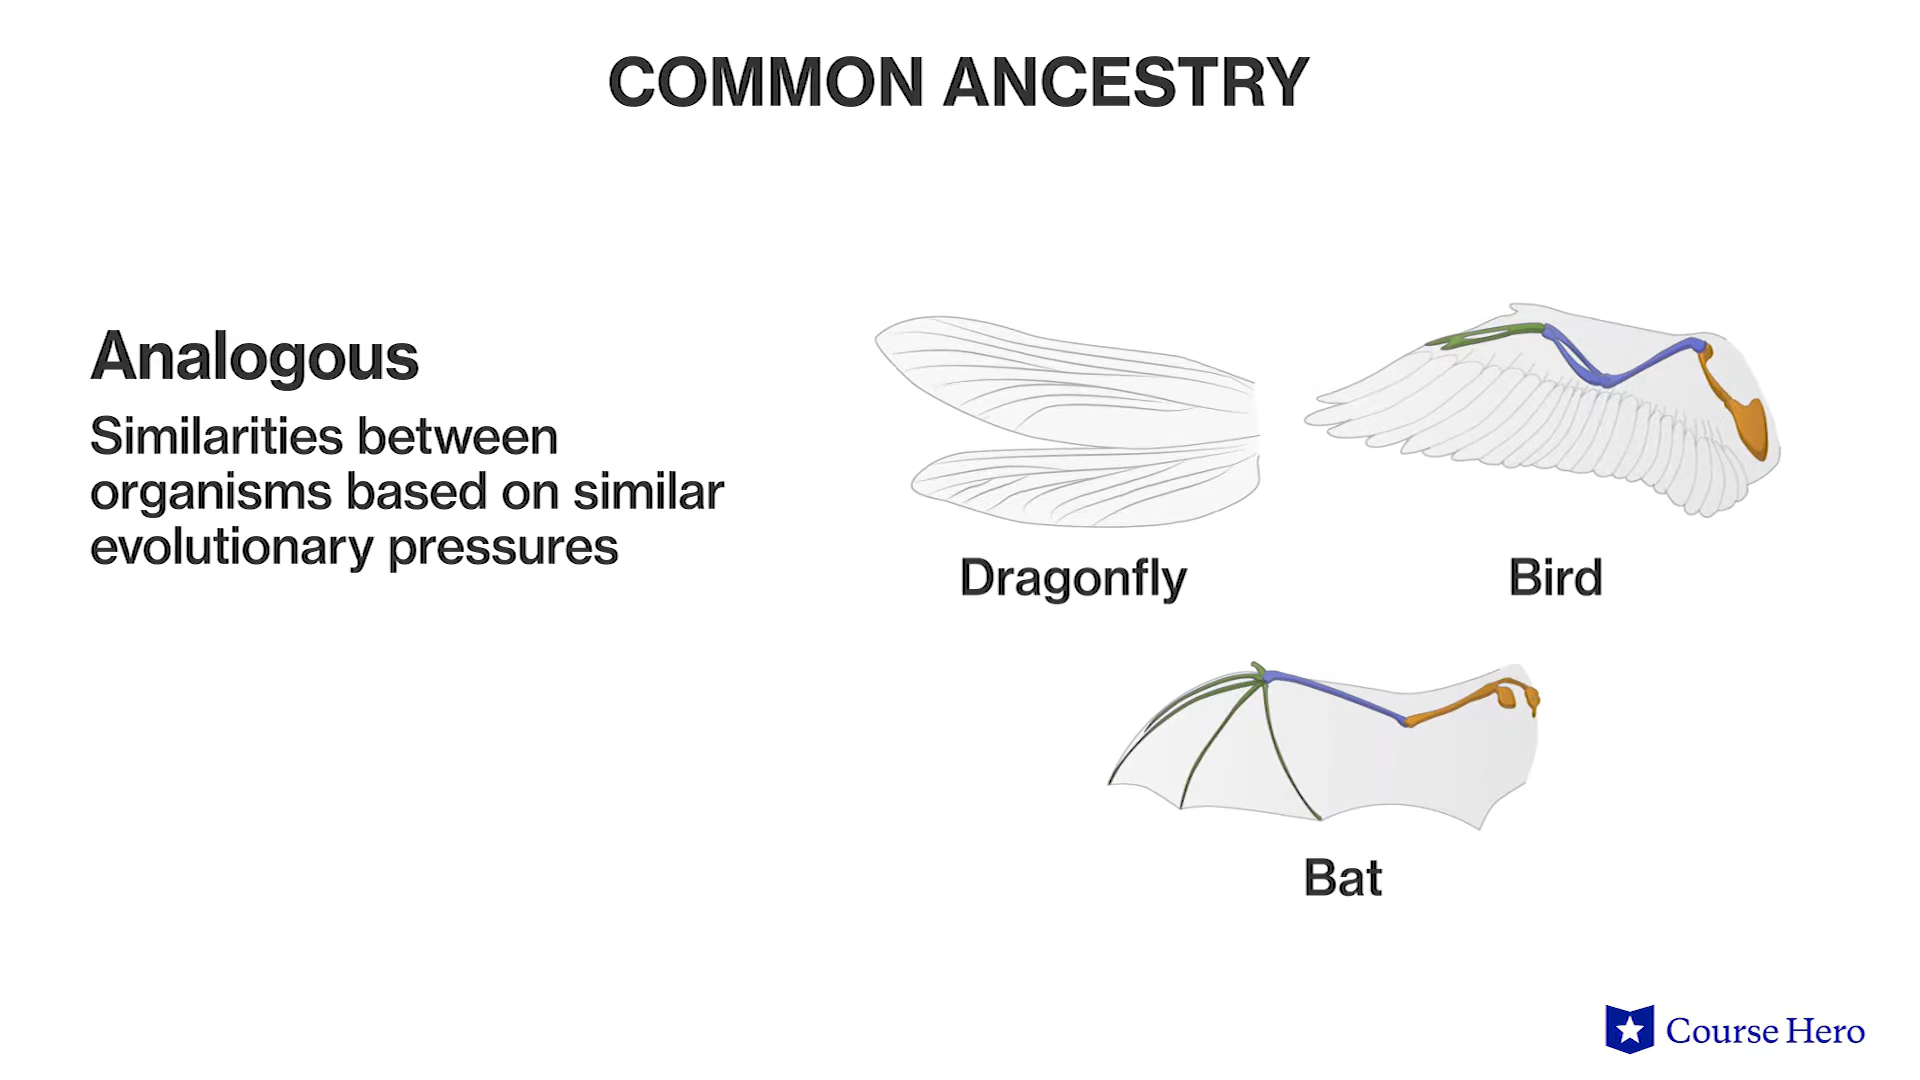 COMMON ANCESTRY
Analogous
Similarities between
organisms based on similar
evolutionary pressures
Dragonfly
Bird
Bat
Course Hero